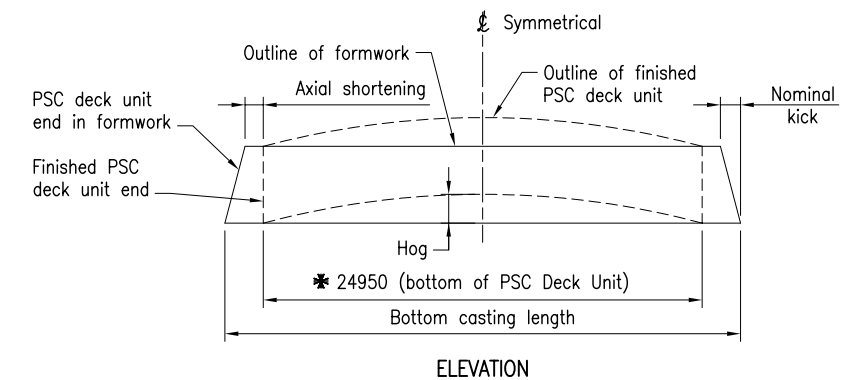 ℄ Symmetrical
Outline of formwork
Outline of finished
PSC deck unit
Axial shortening
Nominal
kick
PSC deck unit
end in formwork
Finished PSC
deck unit end
Hog
✠ 24950 (bottom of PSC Deck Unit)
Bottom casting length
ELEVATION